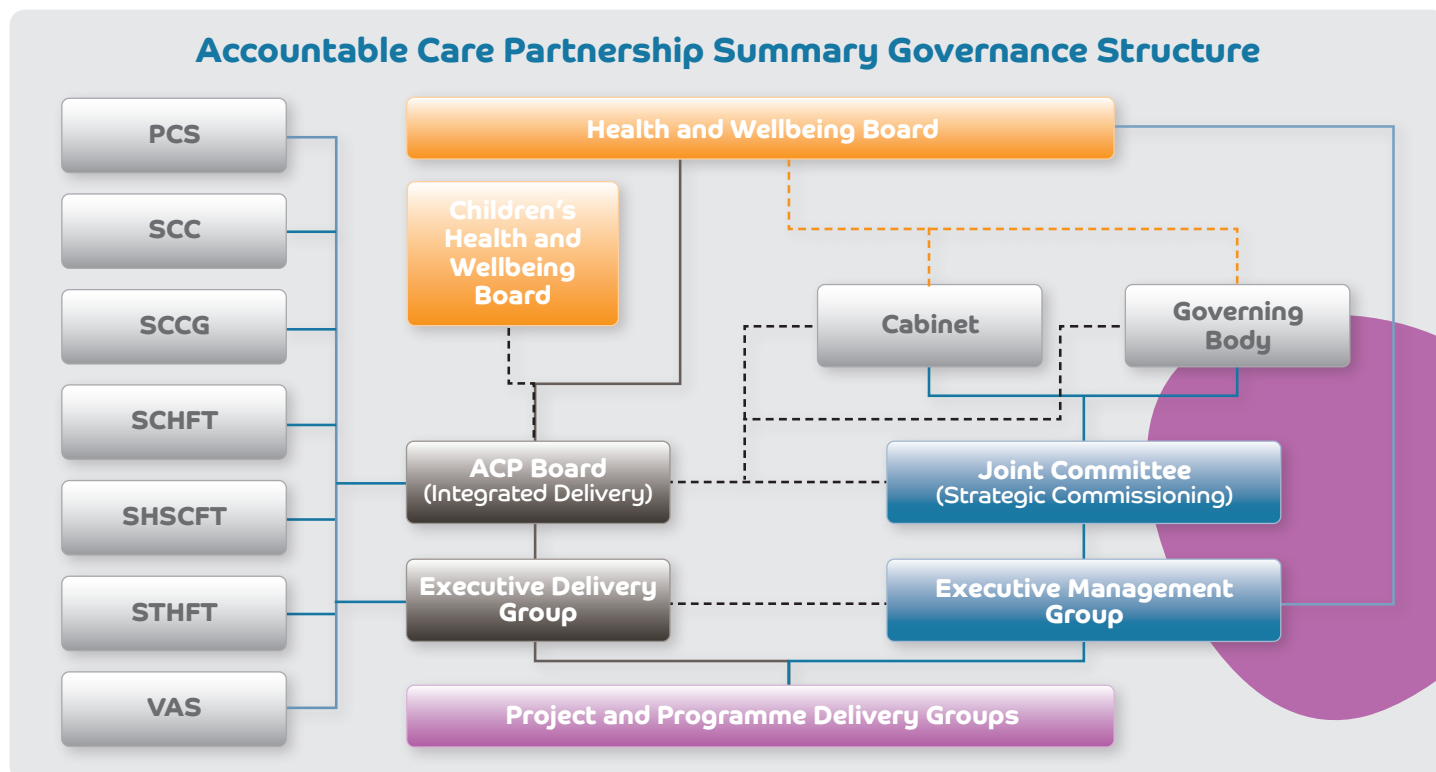 Accountable Care Partnership Summary Governance Structure
PCS
SCC
SCCG
SCHFT
SHSCFT
STHFT
VAS
Health and Wellbeing Board
Children's
Health and
Wellbeing
Board
Cabinet
Governing
Body
ACP Board
(Integrated Delivery)
Joint Committee
(Strategic Commissioning)
Executive Delivery
Group
Executive Management
Group
Project and Programme Delivery Groups